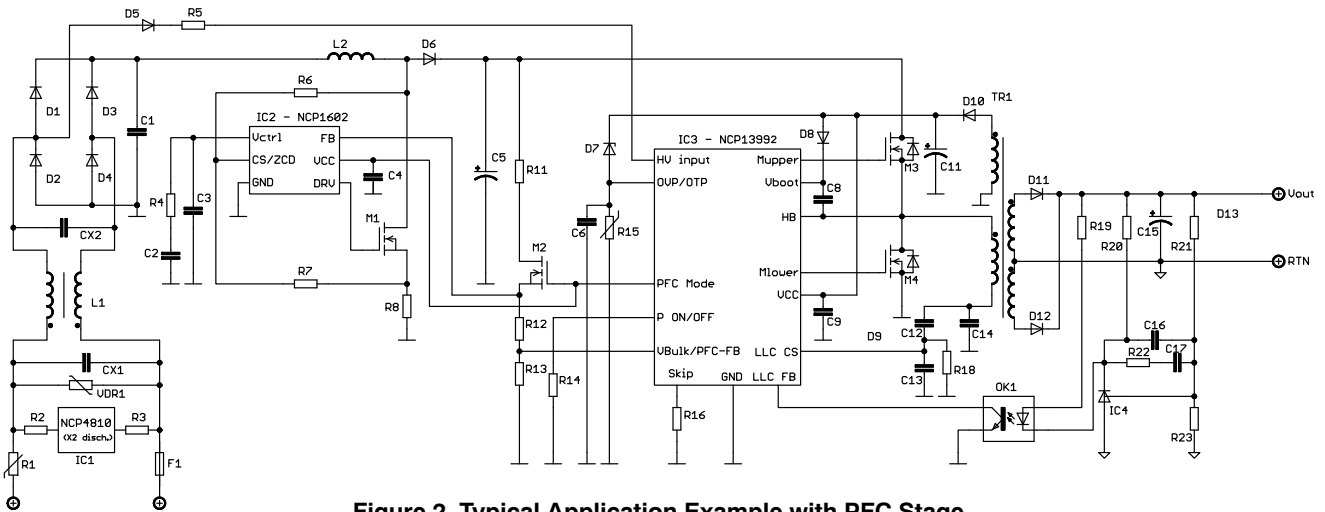 D5
R5
L2
D6
R6
IC2 - NCP1602
Vctrl
FB
CS/ZCD
VCC
GND
DRV
D1
D3
C1
D2
D4
R4
C3
C2
C4
M1
R7
R8
CX2
L1
CX1
VDR1
R2
NCP4810
(X2 disch.)
R3
IC1
R1
F1
C5
R11
M2
R12
R13
R14
D7
C6
R15
IC3 - NCP13992
HV input
Mupper
OVP/OTP
Vboot
HB
Mlower
PFC Mode
VCC
P ON/OFF
VBulk/PFC-FB
LLC CS
Skip
GND
LLC FB
R16
D8
C8
C9
M3
M4
C11
D10
TR1
D9
C12
C14
C13
R18
OK1
D11
D12
R19
R20
C15
R21
D13
Vout
RTN
C16
R22
C17
IC4
R23
Figure 2. Typical Application Example with PFC Stage